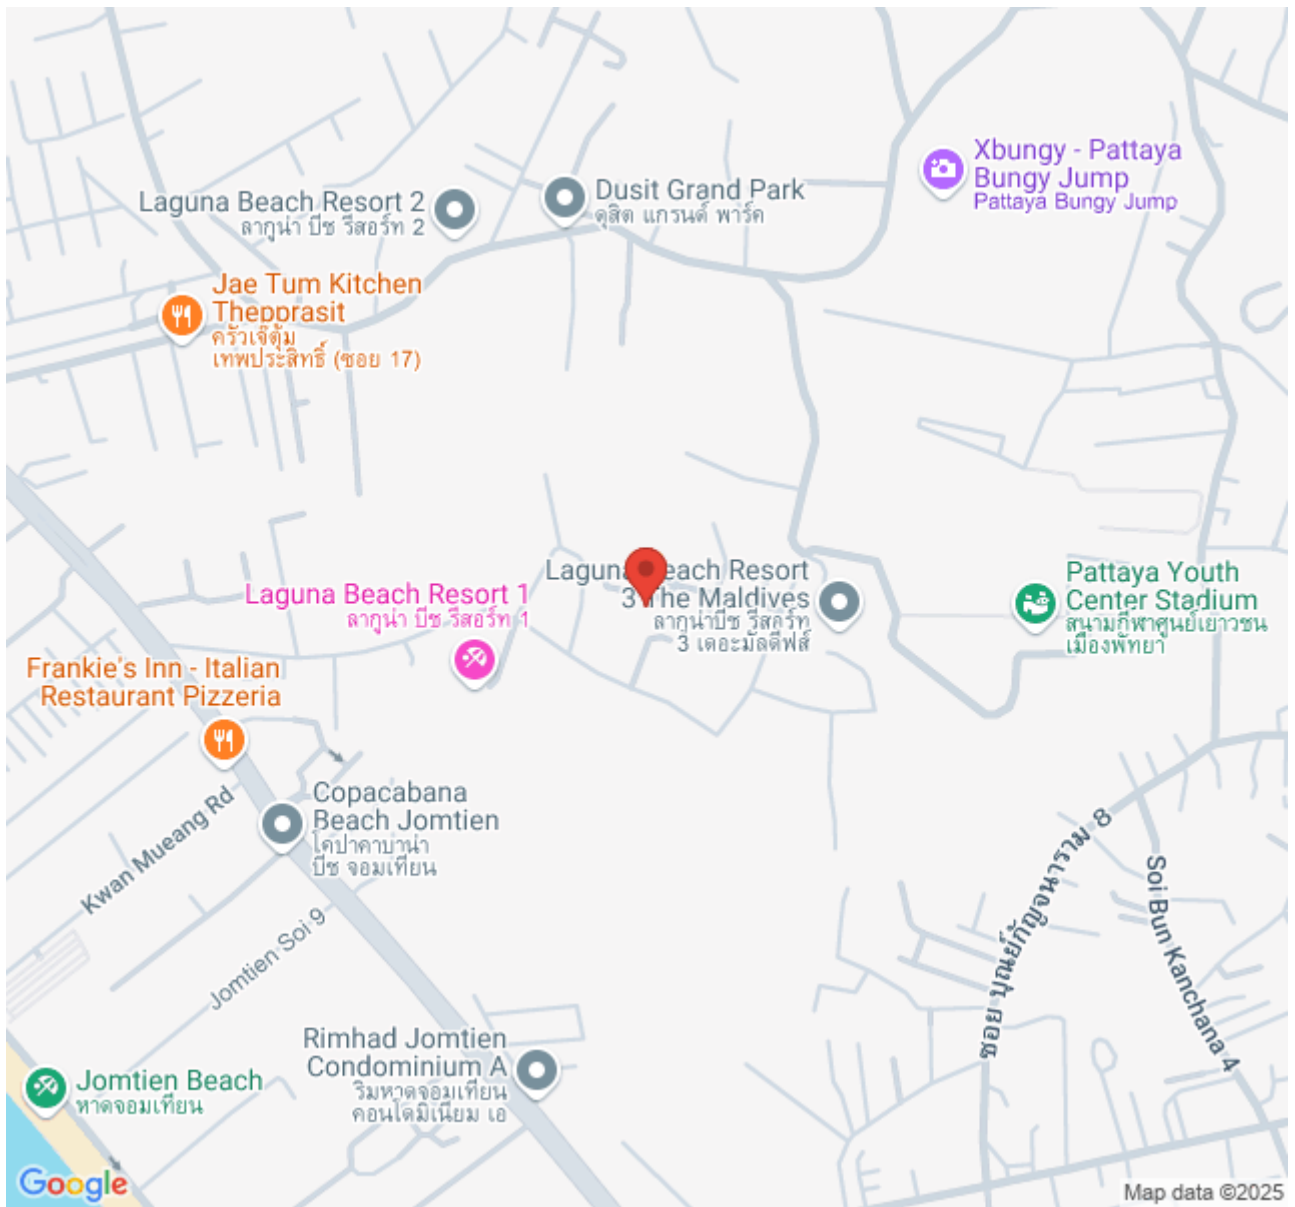 Xbungy - Pattaya
Bungy Jump
Pattaya Bungy Jump
Laguna Beach Resort 2
ลากูน่า บีช รีสอร์ท 2
Dusit Grand Park
ดุสิต แกรนด์ พาร์ค
Jae Tum Kitchen
Thepprasit
ครัวเจ๊ตุ้ม
เทพประสิทธิ์ (ซอย 17)
Laguna Beach Resort
3 The Maldives
ลากูน่าบีช รีสอร์ท
3 เดอะมัลดีฟส์
Pattaya Youth
Center Stadium
สนามกีฬาศูนย์เยาวชน
เมืองพัทยา
Laguna Beach Resort 1
ลากูน่า บีช รีสอร์ท 1
Frankie's Inn - Italian
Restaurant Pizzeria
Copacabana
Beach Jomtien
โคปาคาบาน่า
บีช จอมเทียน
Kwan Mueang Rd
Jomtien Soi 9
ซอย บุณย์กัญจนาราม 8
Soi Bun Kanchana 4
Rimhad Jomtien
Condominium A
ริมหาดจอมเทียน
คอนโดมิเนียม เอ
Jomtien Beach
หาดจอมเทียน
Google
Map data ©2025